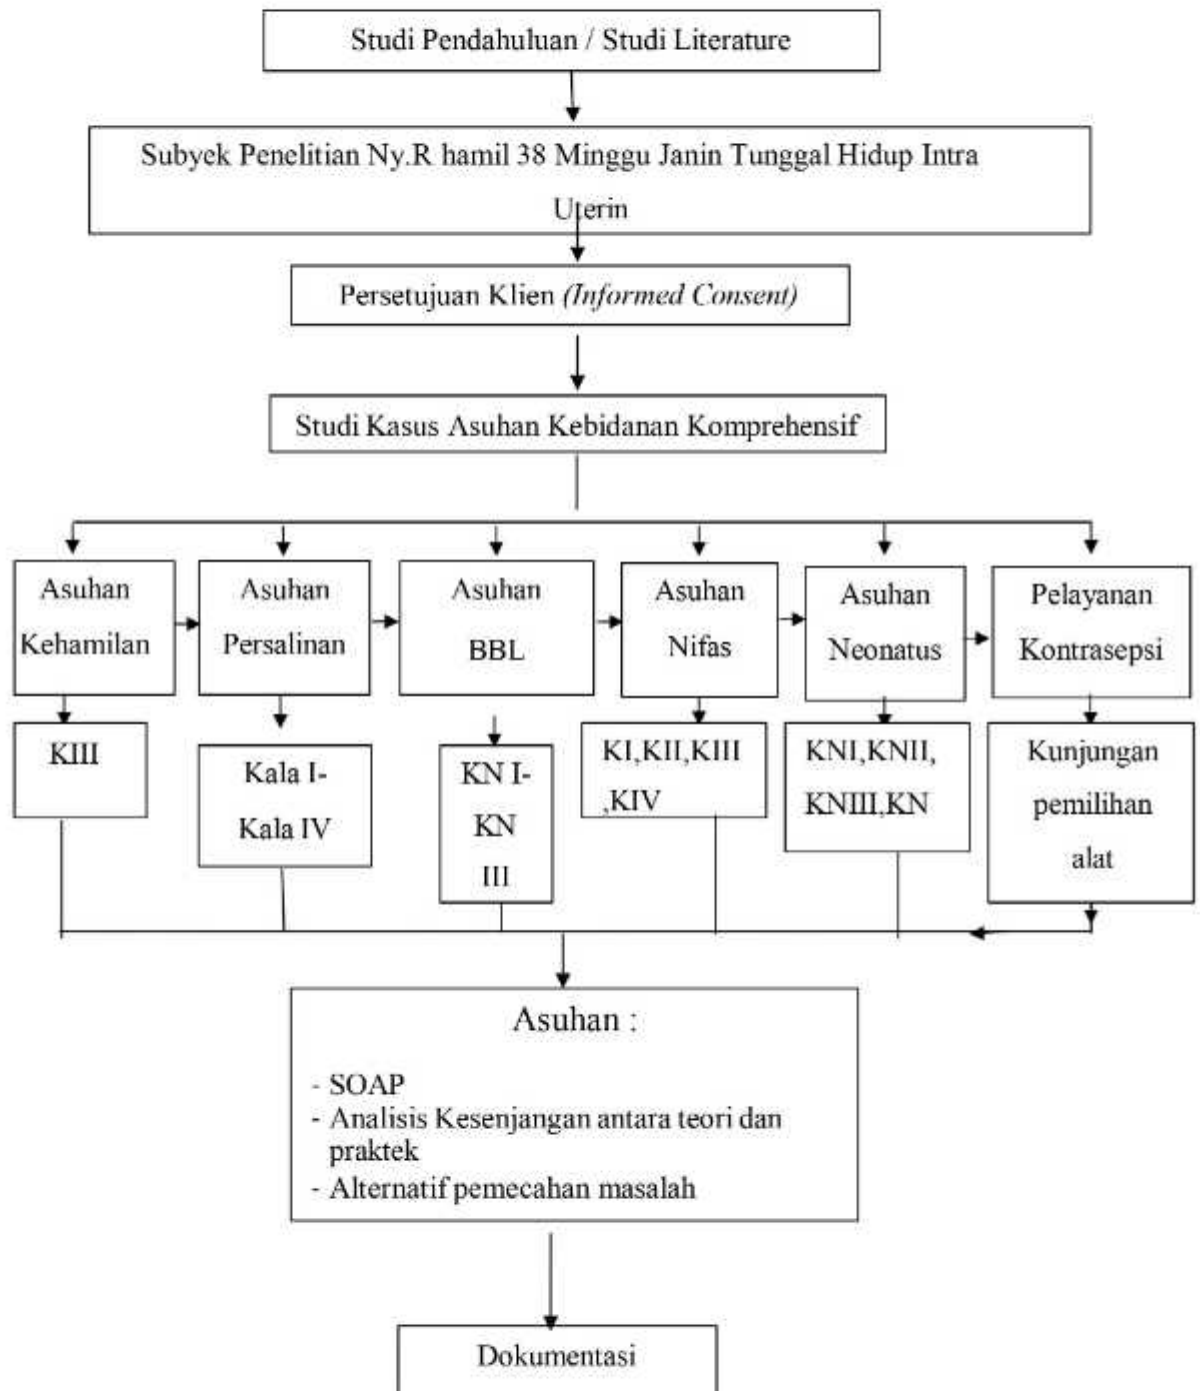 Studi Pendahuluan / Studi Literature
Subyek Penelitian Ny.R hamil 38 Minggu Janin Tunggal Hidup Intra
Uterin
Persetujuan Klien (Informed Consent)
Studi Kasus Asuhan Kebidanan Komprehensif
Asuhan
Kehamilan
Asuhan
Persalinan
Asuhan
BBL
Asuhan
Nifas
Asuhan
Neonatus
Pelayanan
Kontrasepsi
KIII
Kala I-
Kala IV
KN I-
KN
III
KI,KII,KIII
,KIV
KNI,KNII,
KNIII,KN
Kunjungan
pemilihan
alat
Asuhan :
- SOAP
- Analisis Kesenjangan antara teori dan
praktek
- Alternatif pemecahan masalah
Dokumentasi